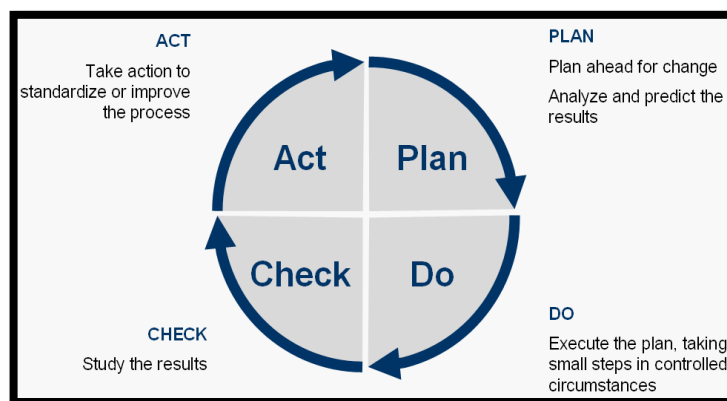 ACT
Take action to
standardize or improve
the process
PLAN
Plan ahead for change
Analyze and predict the
results
Act
Plan
Check
Do
CHECK
Study the results
DO
Execute the plan, taking
small steps in controlled
circumstances